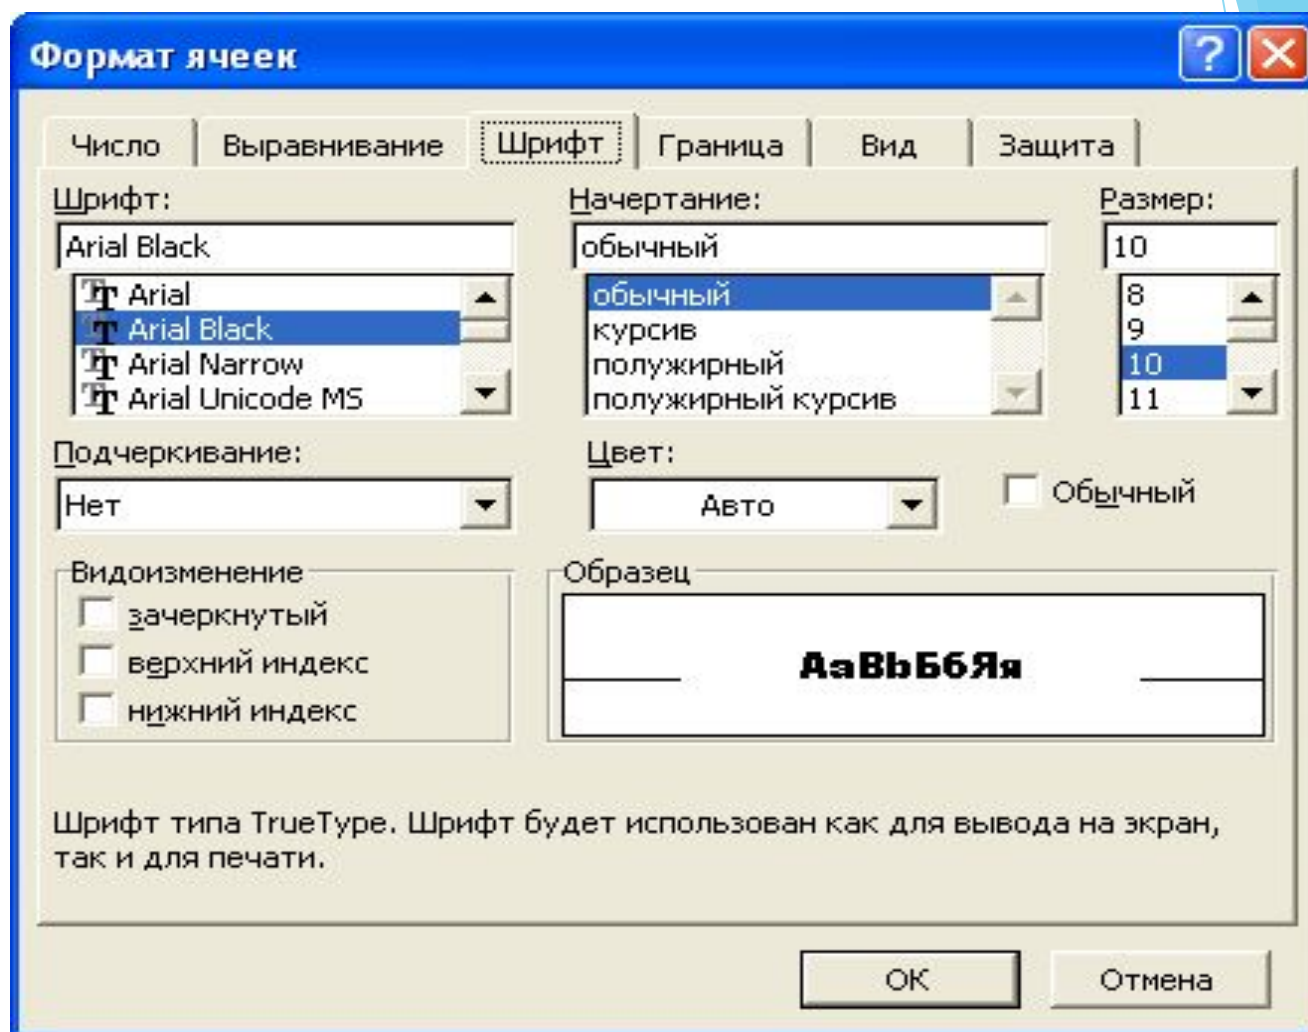 Формат ячеек
Число Выравнивание Шрифт Граница Вид Защита
Шрифт: Начертание: Размер:
Arial Black обычный 10
Arial обычный 8
Arial Black курсив 9
Arial Narrow полужирный 10
Arial Unicode MS полужирный курсив 11
Подчеркивание: Цвет:
Нет Авто Обычный
Видоизменение Образец
зачеркнутый
верхний индекс АаВbБбЯя
нижний индекс
Шрифт типа TrueType. Шрифт будет использован как для вывода на экран,
так и для печати.
ОК Отмена